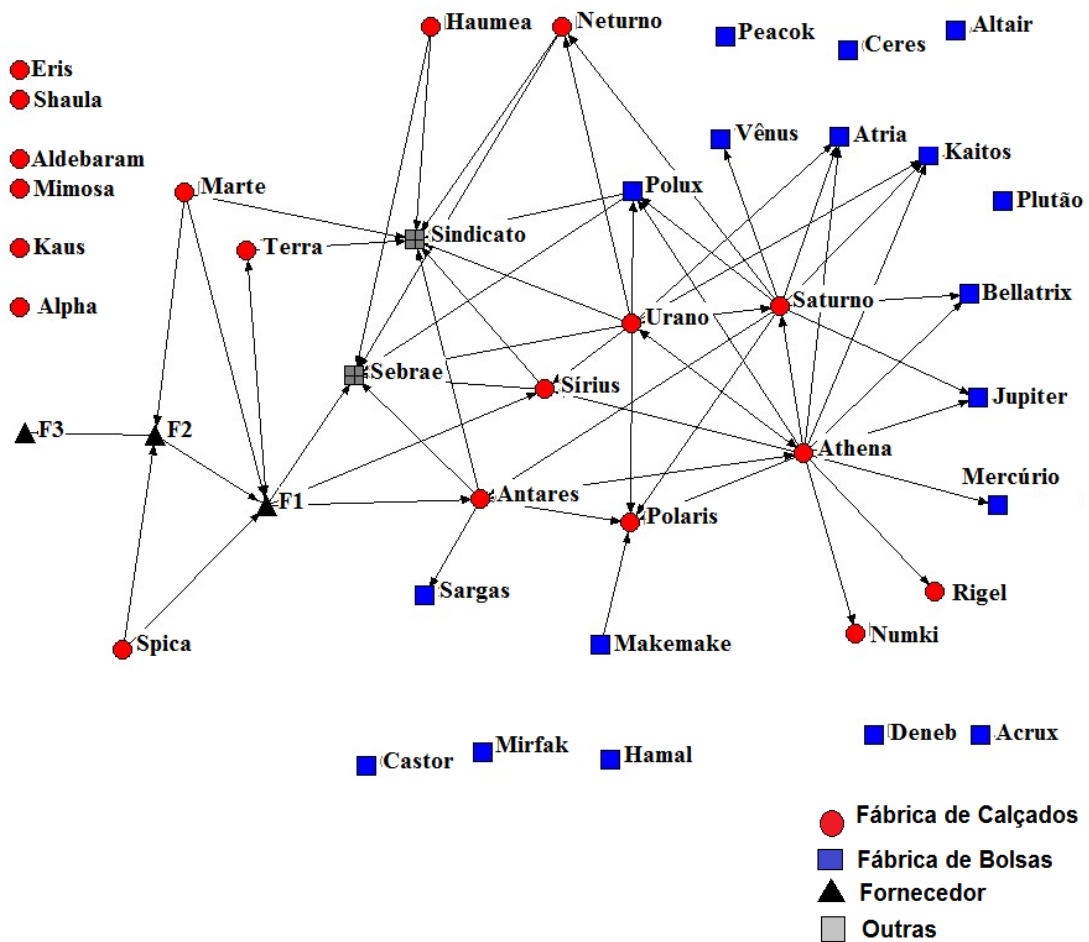 Haumea
Neturno
Peacok
Ceres
Altair
Eris
Shaula
Aldebaram
Mimosa
Marte
Vênus
Atria
Kaitos
Polux
Plutão
Kaus
Terra
Sindicato
Alpha
Urano
Saturno
Bellatrix
Sebrae
Sírius
Jupiter
F3
F2
Athena
Mercúrio
F1
Antares
Polaris
Sargas
Rigel
Spica
Makemake
Numki
Castor
Mirfak
Hamal
Deneb
Acrux
Fábrica de Calçados
Fábrica de Bolsas
Fornecedor
Outras